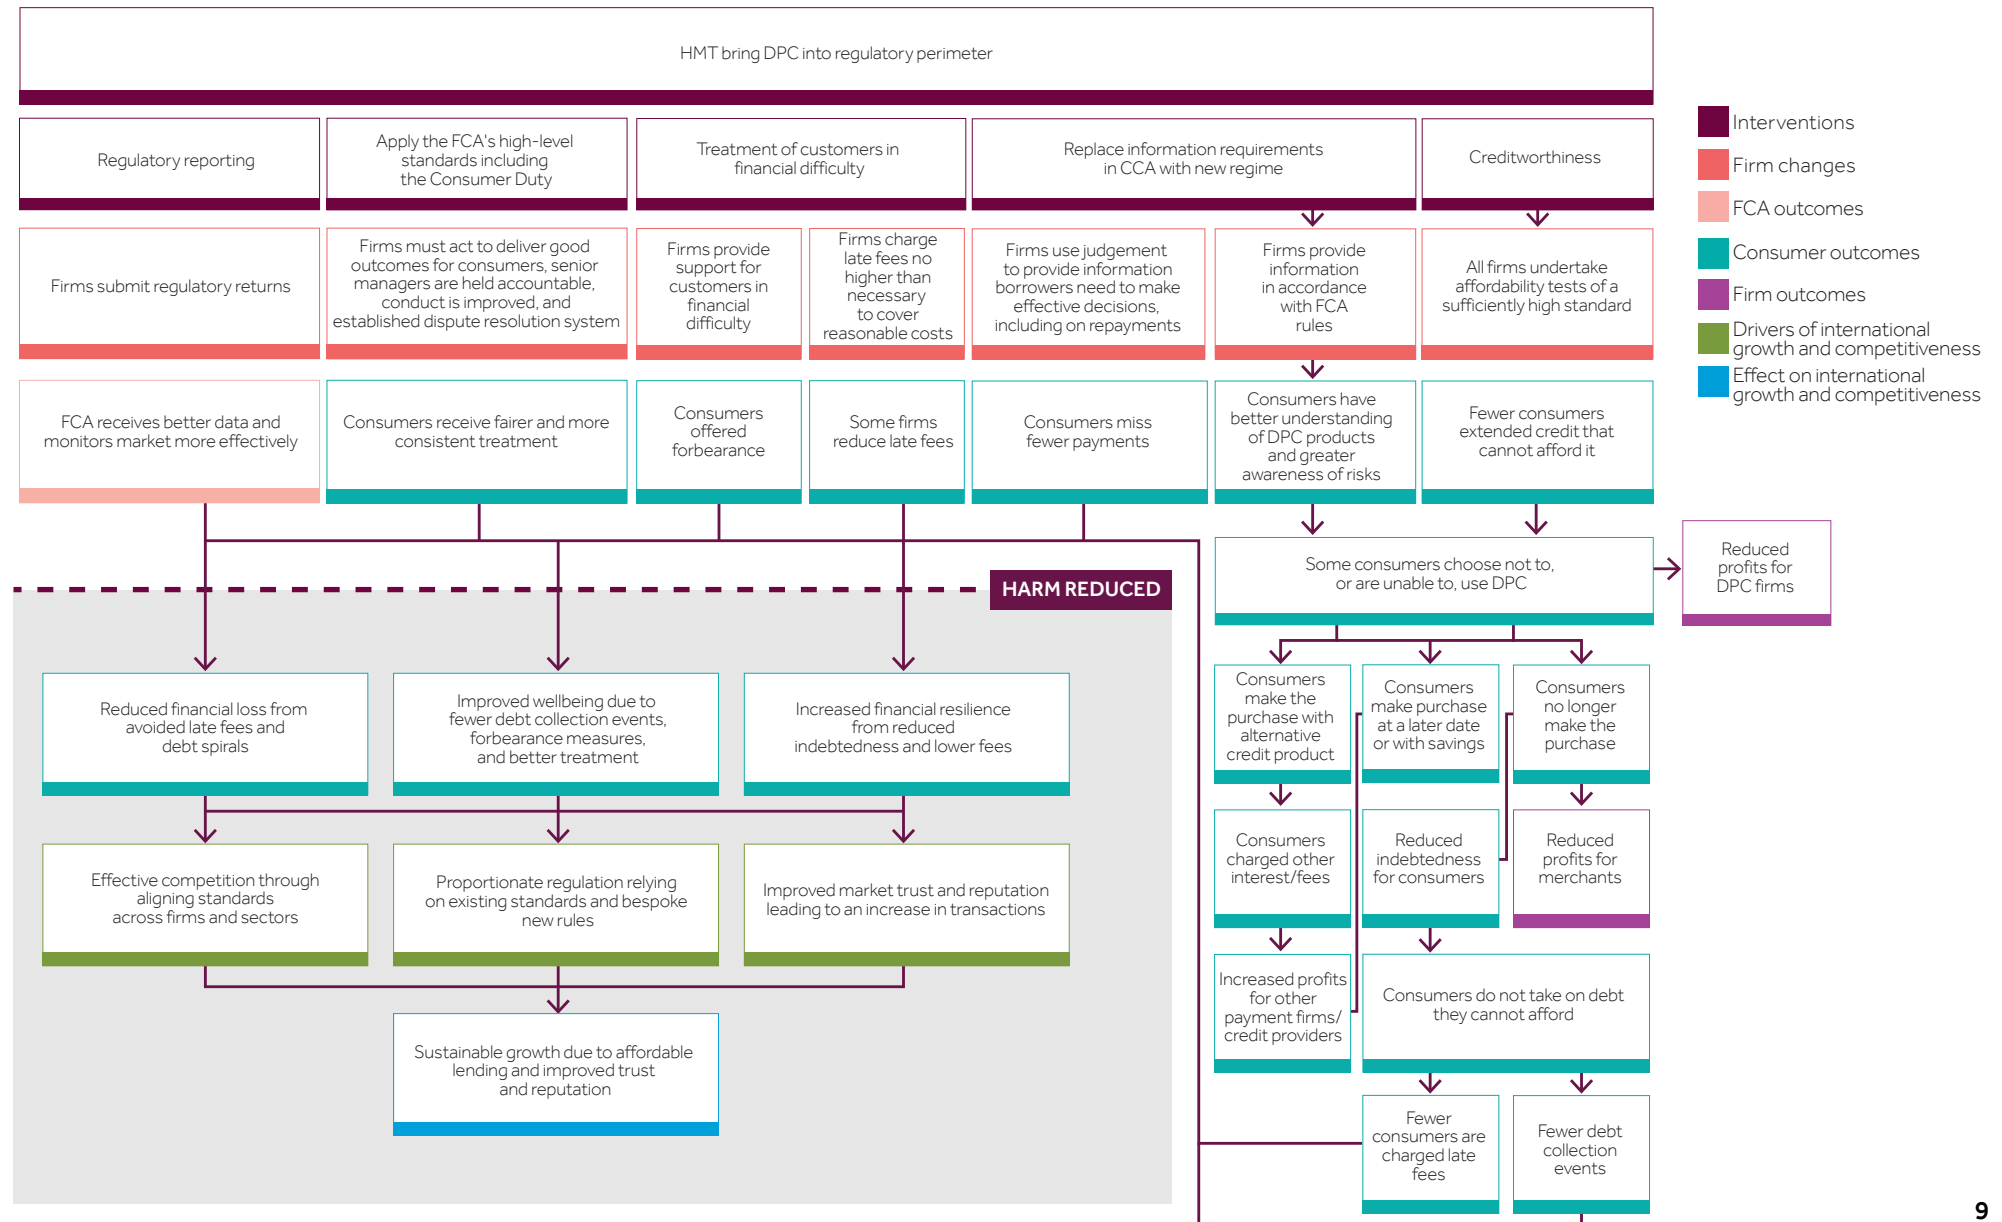 HMT bring DPC into regulatory perimeter
Regulatory reporting
Apply the FCA's high-level
standards including
the Consumer Duty
Treatment of customers in
financial difficulty
Replace information requirements
in CCA with new regime
Creditworthiness
Interventions
Firm changes
FCA outcomes
Consumer outcomes
Firm outcomes
Drivers of international
growth and competitiveness
Effect on international
growth and competitiveness
Firms submit regulatory returns
Firms must act to deliver good
outcomes for consumers, senior
managers are held accountable,
conduct is improved, and
established dispute resolution system
Firms provide
support for
customers in
financial
difficulty
Firms charge
late fees no
higher than
necessary
to cover
reasonable costs
Firms use judgement
to provide information
borrowers need to make
effective decisions,
including on repayments
Firms provide
information
in accordance
with FCA
rules
All firms undertake
affordability tests of a
sufficiently high standard
FCA receives better data and
monitors market more effectively
Consumers receive fairer and more
consistent treatment
Consumers
offered
forbearance
Some firms
reduce late fees
Consumers miss
fewer payments
Consumers have
better understanding
of DPC products
and greater
awareness of risks
Fewer consumers
extended credit that
cannot afford it
Some consumers choose not to,
or are unable to, use DPC
Reduced
profits for
DPC firms
HARM REDUCED
Reduced financial loss from
avoided late fees and
debt spirals
Improved wellbeing due to
fewer debt collection events,
forbearance measures,
and better treatment
Increased financial resilience
from reduced
indebtedness and lower fees
Consumers
make the
purchase with
alternative
credit product
Consumers
make purchase
at a later date
or with savings
Consumers
no longer
make the
purchase
Effective competition through
aligning standards
across firms and sectors
Proportionate regulation relying
on existing standards and bespoke
new rules
Improved market trust and reputation
leading to an increase in transactions
Consumers
charged other
interest/fees
Reduced
indebtedness
for consumers
Reduced
profits for
merchants
Increased profits
for other
payment firms/
credit providers
Consumers do not take on debt
they cannot afford
Sustainable growth due to affordable
lending and improved trust
and reputation
Fewer
consumers are
charged late
fees
Fewer debt
collection
events
9